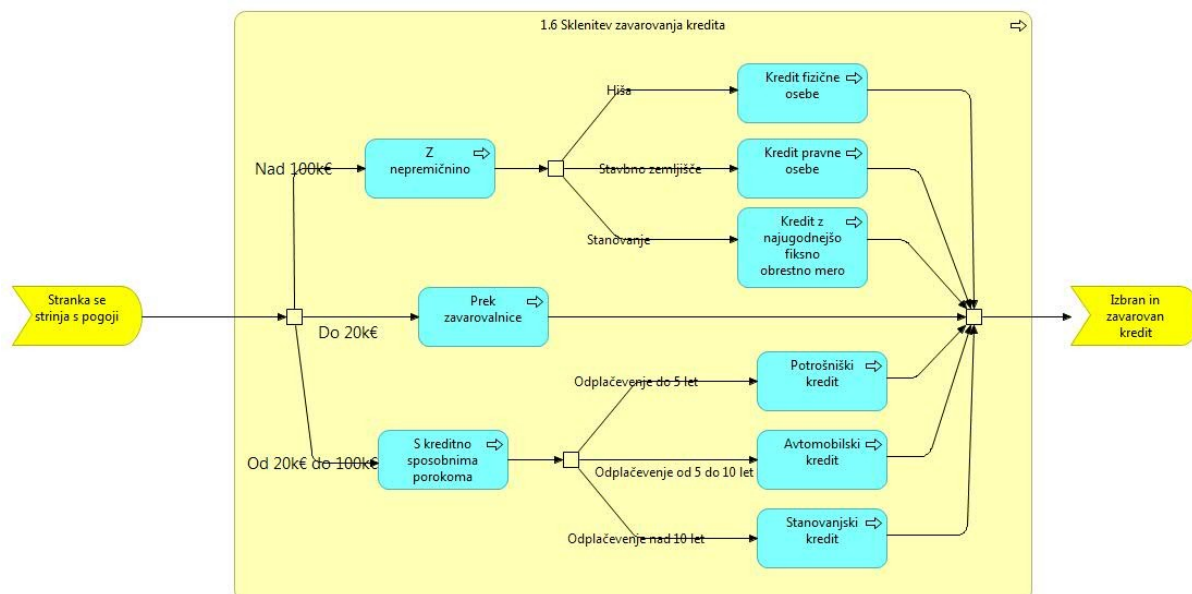 1.6 Sklenitev zavarovanja kredita
Stranka se
strinja s pogoji
Nad 100k€
Z
nepremičnino
Hiša
Kredit fizične
osebe
Stavbno zemljišče
Kredit pravne
osebe
Stanovanje
Kredit z
najugodnejšo
fiksno
obrestno mero
Do 20k€
Prek
zavarovalnice
Od 20k€ do 100k€
S kreditno
sposobnima
porokoma
Odplačevenje do 5 let
Potrošniški
kredit
Odplačevenje od 5 do 10 let
Avtomobilski
kredit
Odplačevenje nad 10 let
Stanovanjski
kredit
Izbran in
zavarovan
kredit